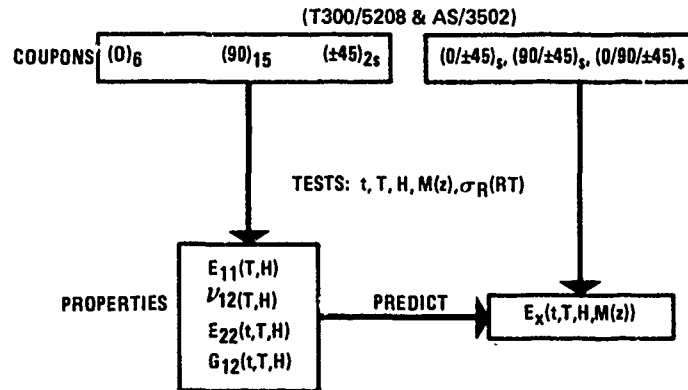 (T300/5208 & AS/3502)
COUPONS (0)6 (90)15 (±45)2s (0/±45)s, (90/±45)s, (0/90/±45)s
TESTS: t, T, H, M(z),σR(RT)
E11(T,H)
ν12(T,H)
PROPERTIES PREDICT Ex(t,T,H,M(z))
E22(t,T,H)
G12(t,T,H)